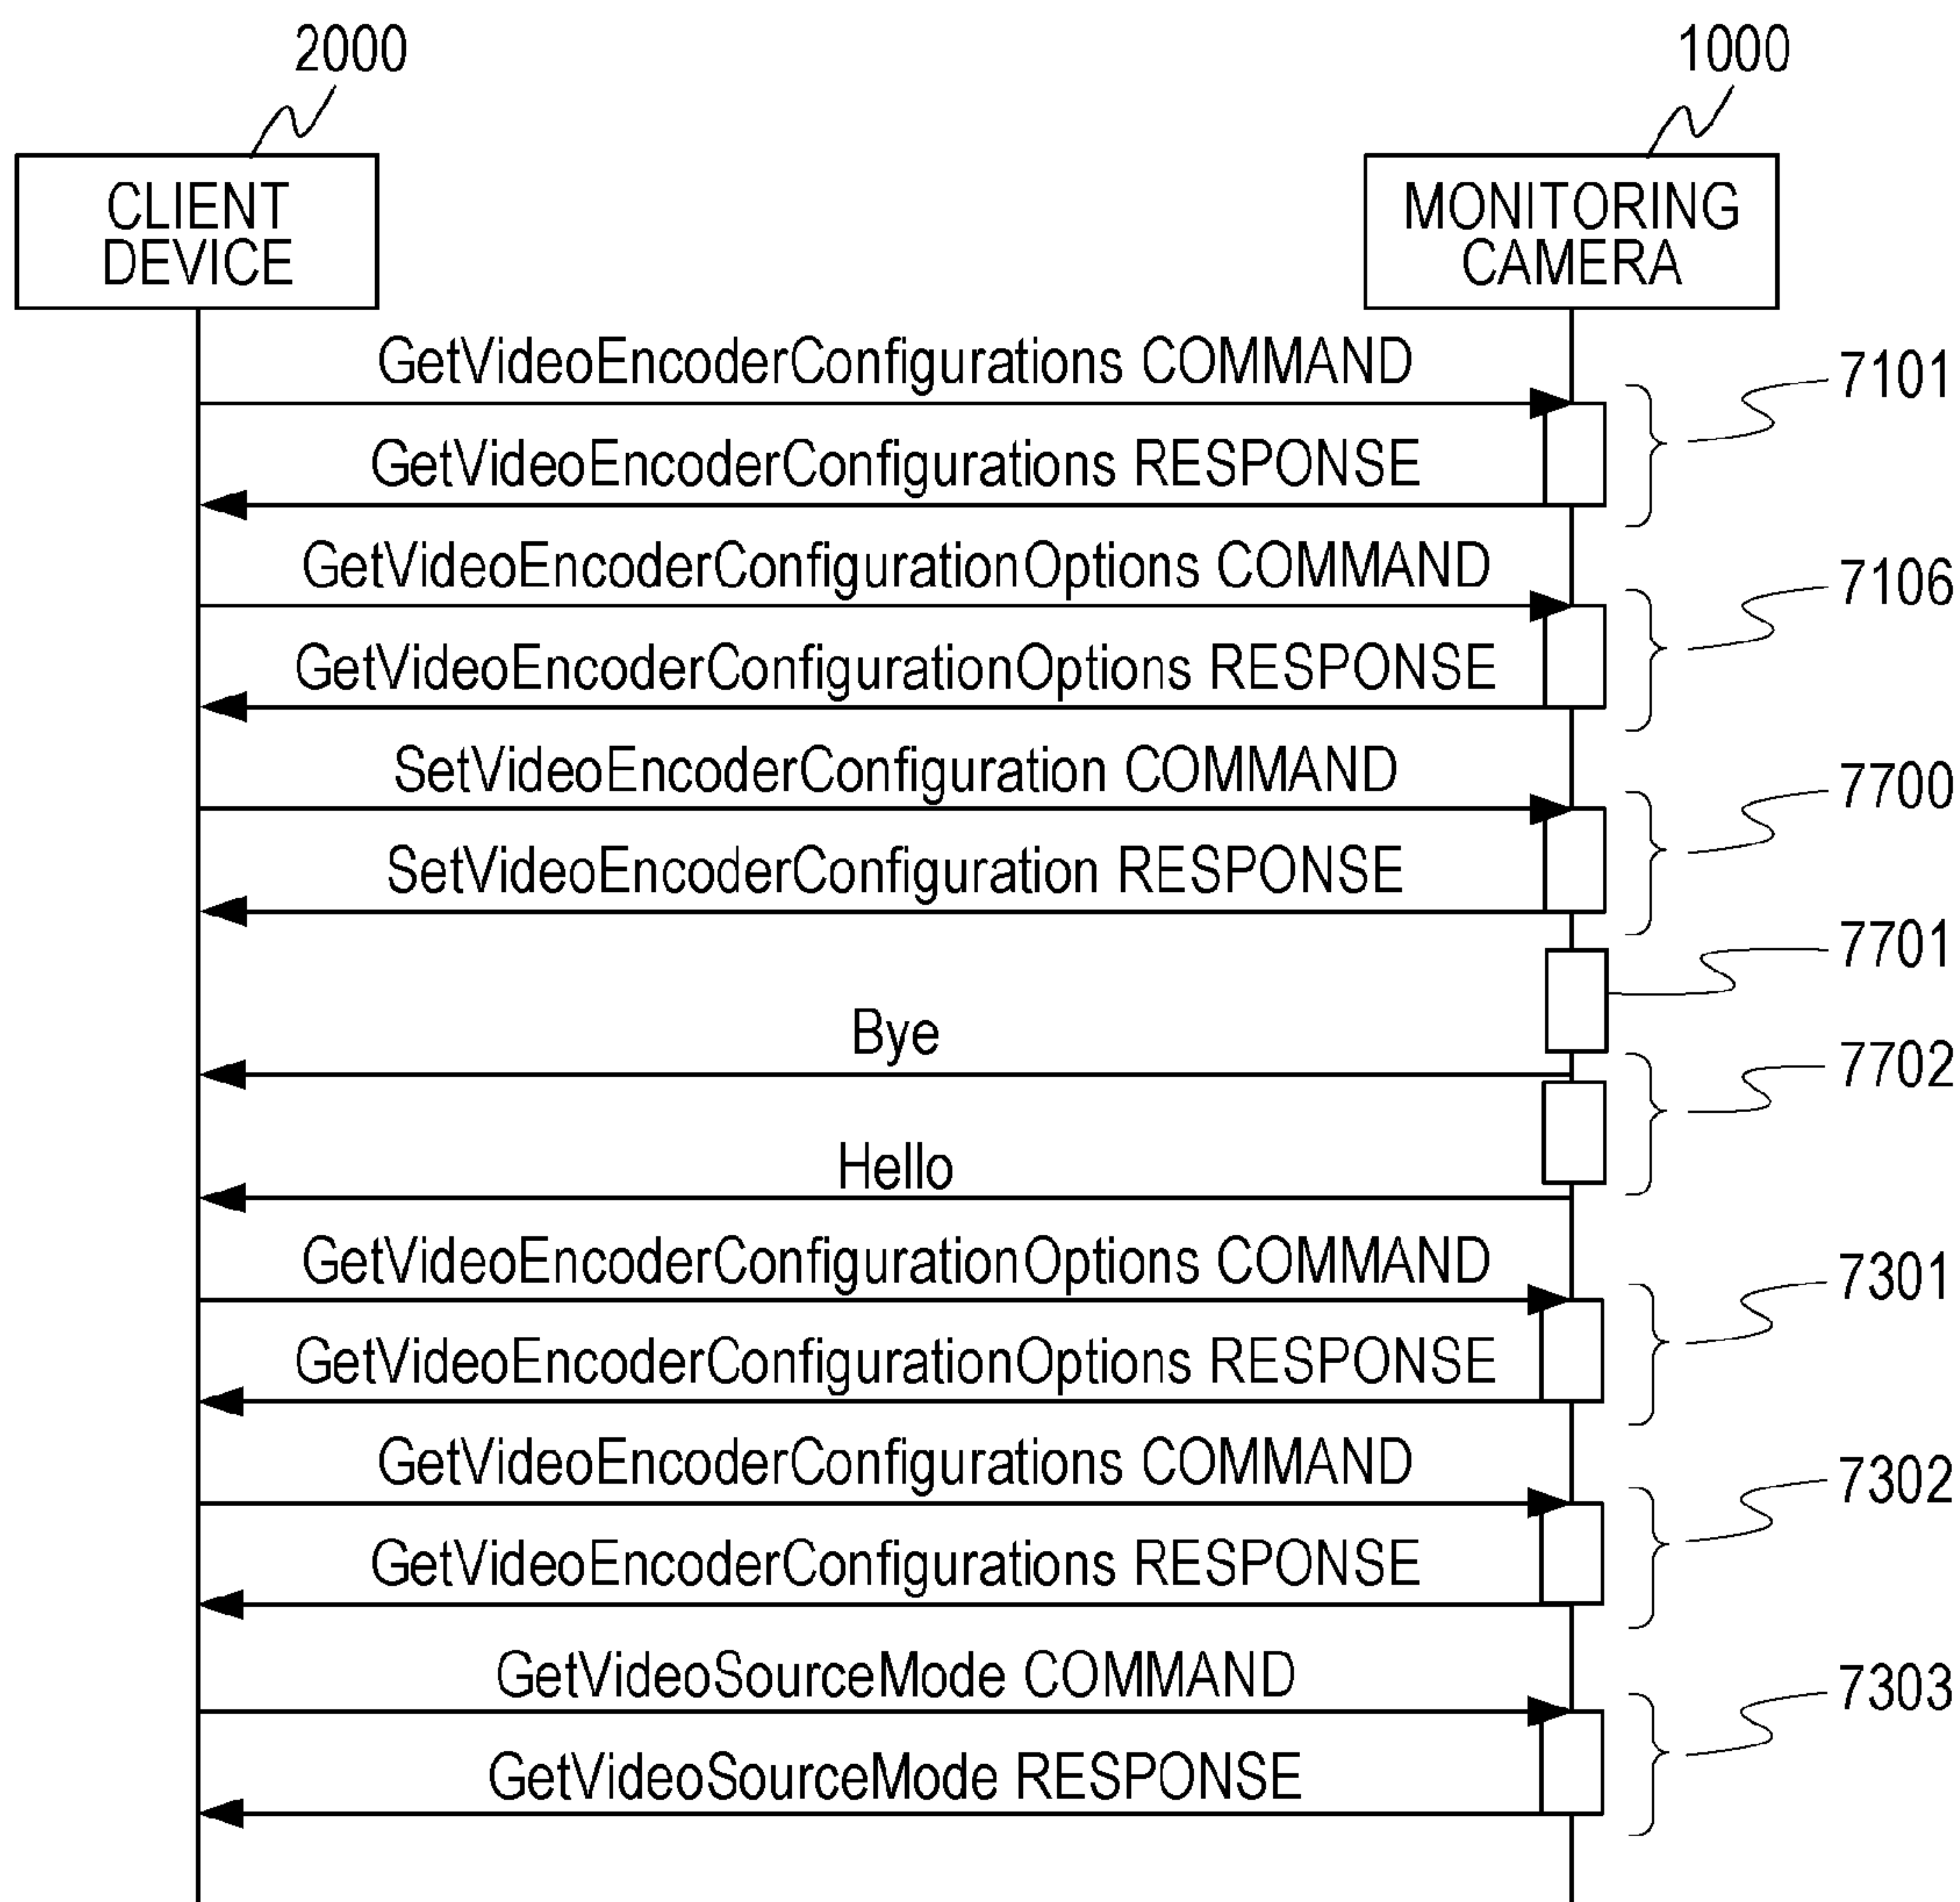 2000
1000
CLIENT
DEVICE
MONITORING
CAMERA
GetVideoEncoderConfigurations COMMAND
7101
GetVideoEncoderConfigurations RESPONSE
GetVideoEncoderConfigurationOptions COMMAND
7106
GetVideoEncoderConfigurationOptions RESPONSE
SetVideoEncoderConfiguration COMMAND
7700
SetVideoEncoderConfiguration RESPONSE
7701
Bye
7702
Hello
GetVideoEncoderConfigurationOptions COMMAND
7301
GetVideoEncoderConfigurationOptions RESPONSE
GetVideoEncoderConfigurations COMMAND
7302
GetVideoEncoderConfigurations RESPONSE
GetVideoSourceMode COMMAND
7303
GetVideoSourceMode RESPONSE